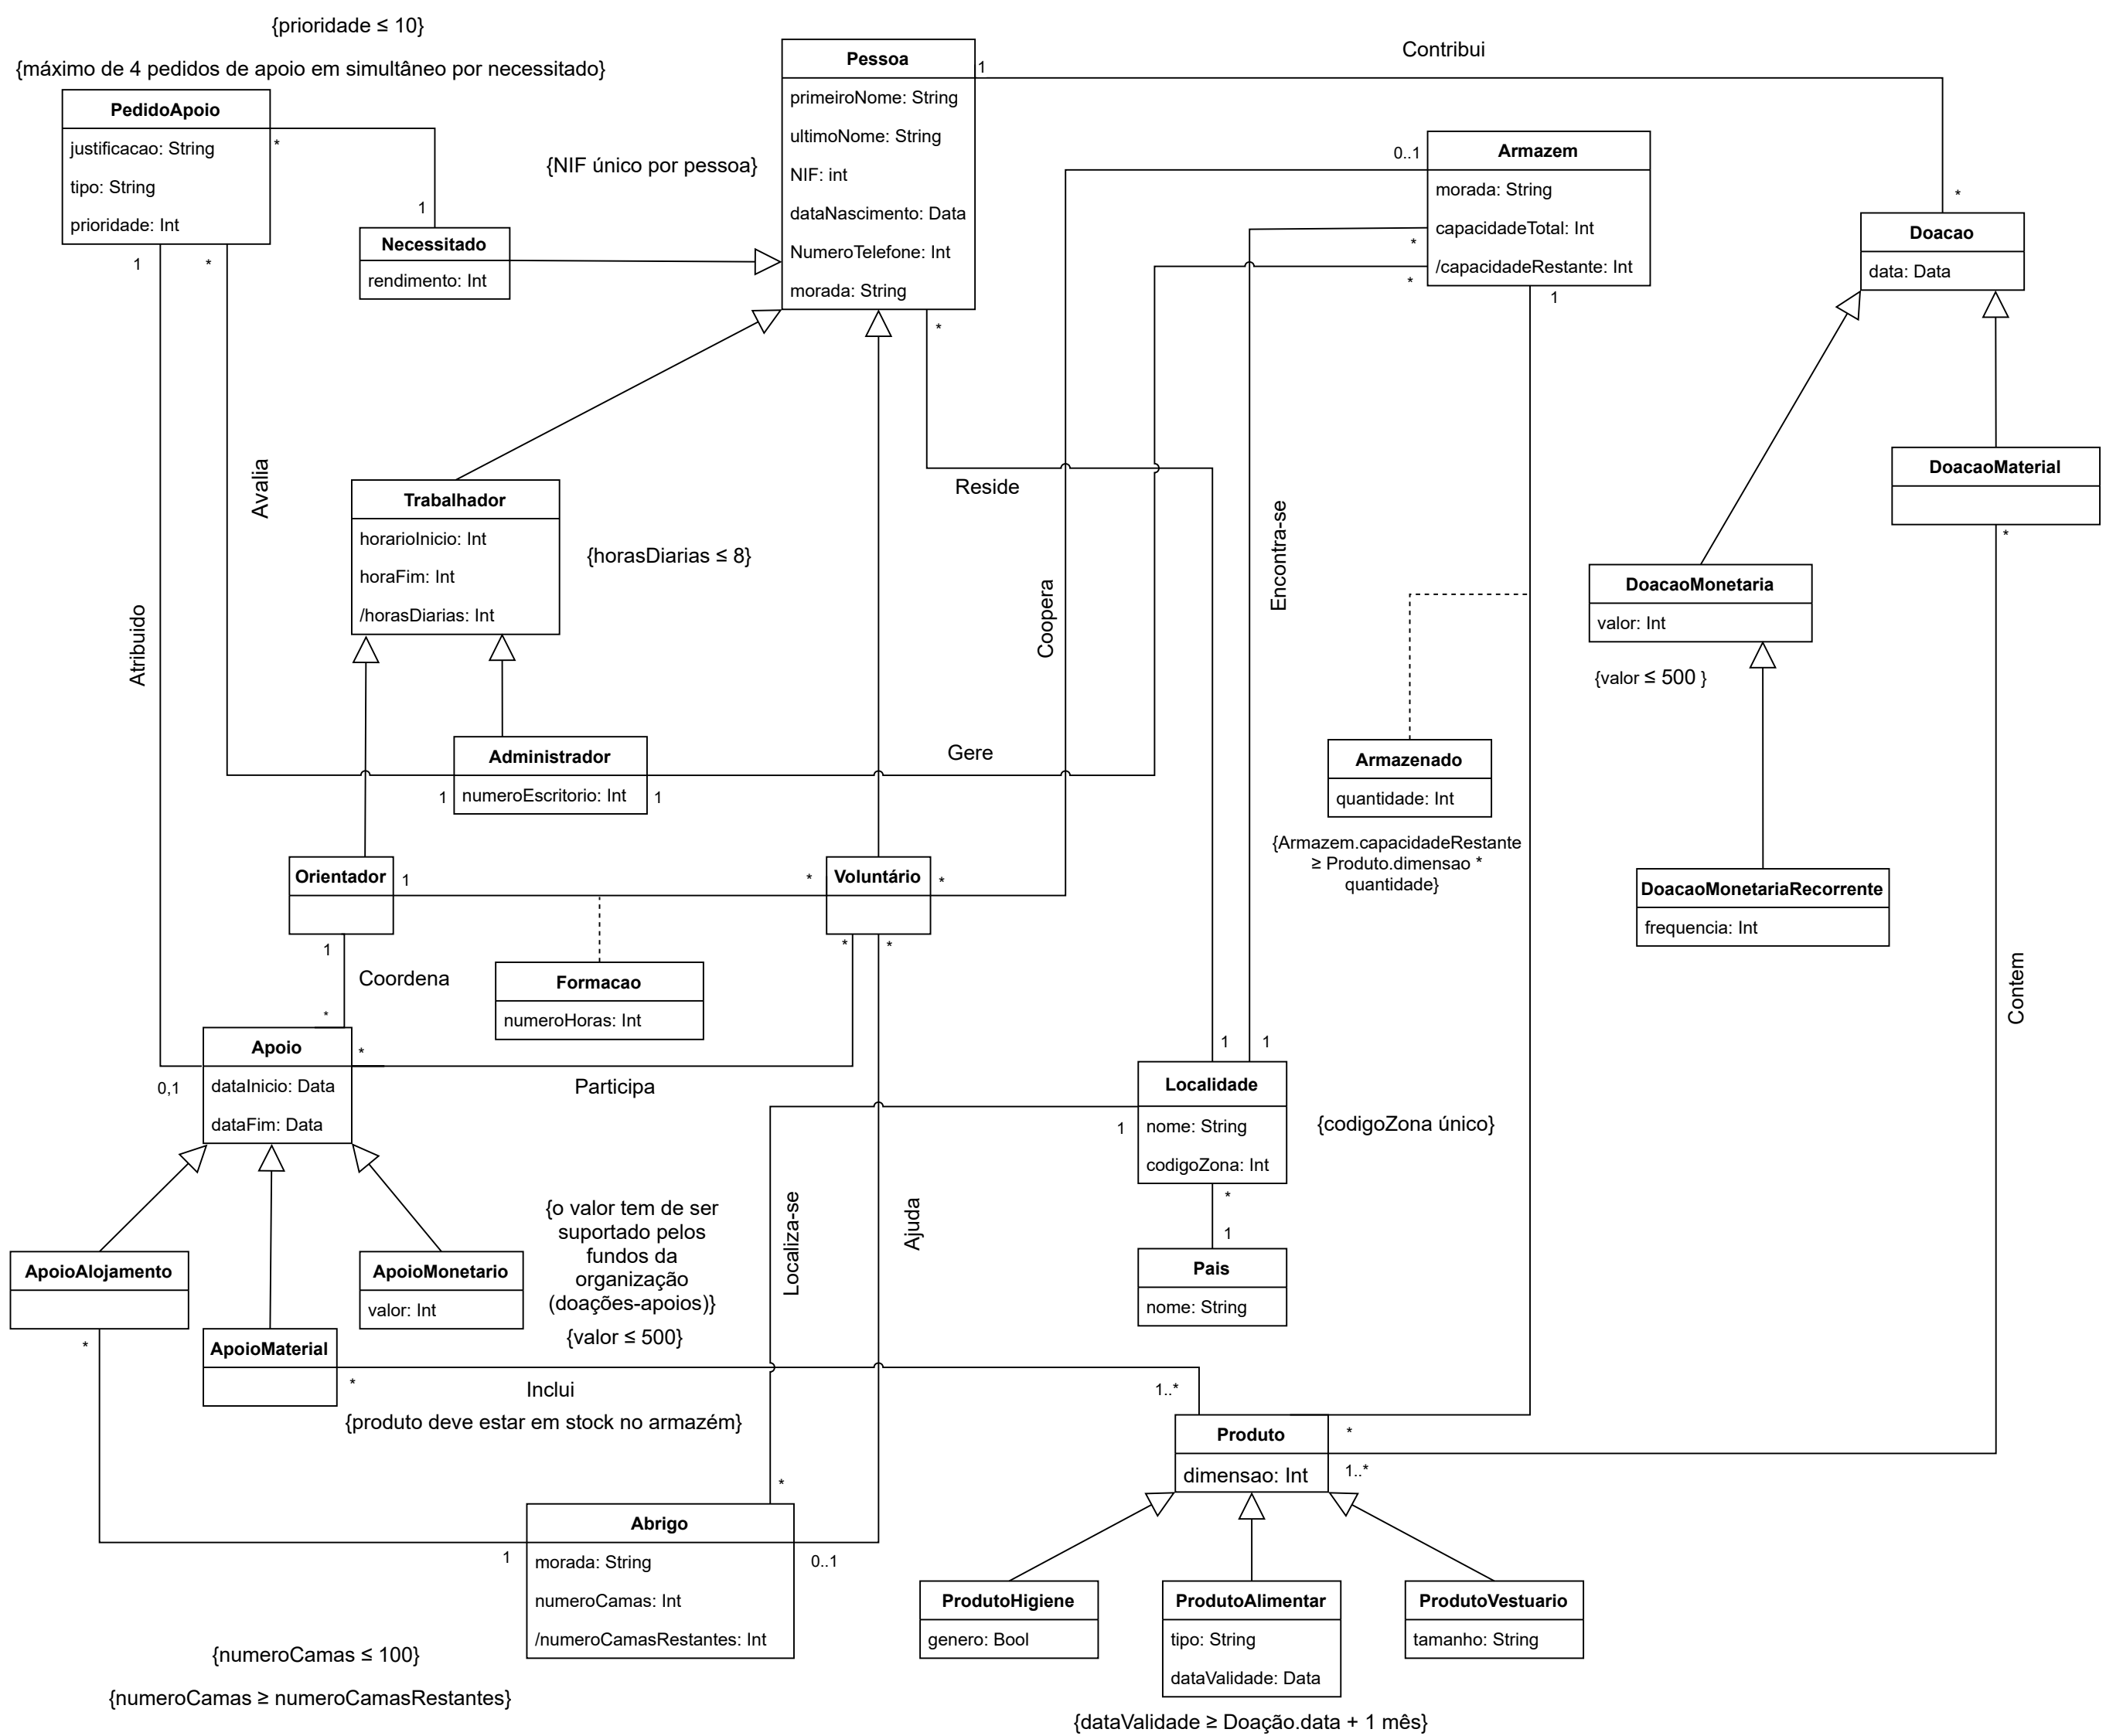 {prioridade ≤ 10}
{máximo de 4 pedidos de apoio em simultâneo por necessitado}
PedidoApoio
justificacao: String
tipo: String
prioridade: Int
*
1
1
*
Necessitado
rendimento: Int
{NIF único por pessoa}
Pessoa
primeiroNome: String
ultimoNome: String
NIF: int
dataNascimento: Data
NumeroTelefone: Int
morada: String
1
*
Contribui
*
0..1
Armazem
morada: String
capacidadeTotal: Int
/capacidadeRestante: Int
*
*
1
Doacao
data: Data
DoacaoMaterial
*
Avalia
Atribuido
Trabalhador
horarioInicio: Int
horaFim: Int
/horasDiarias: Int
{horasDiarias ≤ 8}
Reside
Coopera
Encontra-se
DoacaoMonetaria
valor: Int
{valor ≤ 500 }
Administrador
numeroEscritorio: Int
1
1
Gere
Armazenado
quantidade: Int
{Armazem.capacidadeRestante
≥ Produto.dimensao *
quantidade}
DoacaoMonetariaRecorrente
frequencia: Int
Orientador
1
1
*
Voluntário
*
*
*
Coordena
Formacao
numeroHoras: Int
Contem
*
Apoio
dataInicio: Data
dataFim: Data
*
0,1
Participa
1
1
Localidade
nome: String
codigoZona: Int
1
*
{codigoZona único}
1
Pais
nome: String
Localiza-se
Ajuda
ApoioAlojamento
*
ApoioMaterial
*
ApoioMonetario
valor: Int
{o valor tem de ser
suportado pelos
fundos da
organização
(doações-apoios)}
{valor ≤ 500}
Inclui
{produto deve estar em stock no armazém}
1..*
Produto
dimensao: Int
*
1..*
*
Abrigo
morada: String
numeroCamas: Int
/numeroCamasRestantes: Int
1
0..1
{numeroCamas ≤ 100}
{numeroCamas ≥ numeroCamasRestantes}
ProdutoHigiene
genero: Bool
ProdutoAlimentar
tipo: String
dataValidade: Data
ProdutoVestuario
tamanho: String
{dataValidade ≥ Doação.data + 1 mês}